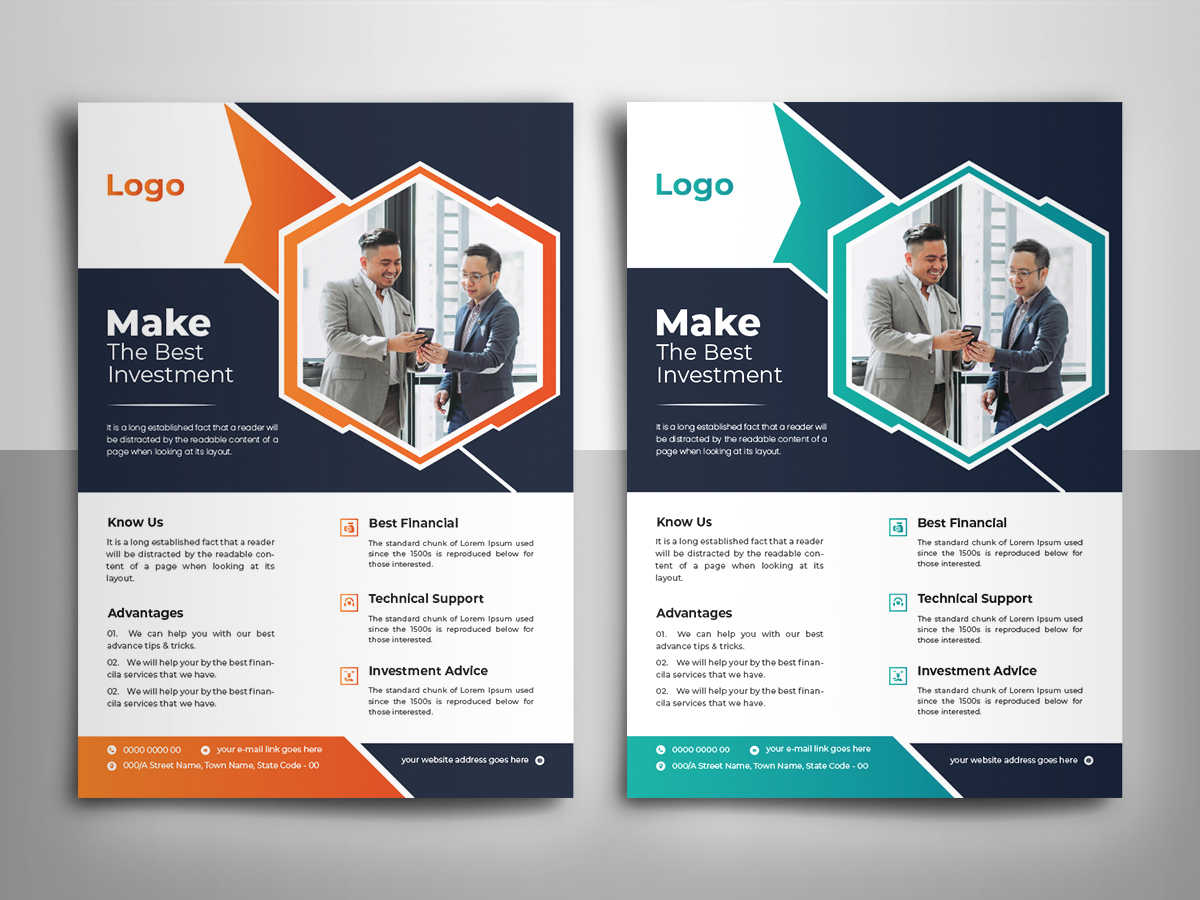 Logo
Make
The Best
Investment
It is a long established fact that a reader will
be distracted by the readable content of a
page when looking at its layout.
Know Us
It is a long established fact that a reader
will be distracted by the readable con-
tent of a page when looking at its
layout.
Advantages
01. We can help you with our best
advance tips & tricks.
02. We will help your by the best finan-
cila services that we have.
02. We will help your by the best finan-
cila services that we have.
Best Financial
The standard chunk of Lorem Ipsum used
since the 1500s is reproduced below for
those interested.
Technical Support
The standard chunk of Lorem Ipsum used
since the 1500s is reproduced below for
those interested.
Investment Advice
The standard chunk of Lorem Ipsum used
since the 1500s is reproduced below for
those interested.
0000 0000 00 your e-mail link goes here
000/A Street Name, Town Name, State Code - 00
your website address goes here
Logo
Make
The Best
Investment
It is a long established fact that a reader will
be distracted by the readable content of a
page when looking at its layout.
Know Us
It is a long established fact that a reader
will be distracted by the readable con-
tent of a page when looking at its
layout.
Advantages
01. We can help you with our best
advance tips & tricks.
02. We will help your by the best finan-
cila services that we have.
02. We will help your by the best finan-
cila services that we have.
Best Financial
The standard chunk of Lorem Ipsum used
since the 1500s is reproduced below for
those interested.
Technical Support
The standard chunk of Lorem Ipsum used
since the 1500s is reproduced below for
those interested.
Investment Advice
The standard chunk of Lorem Ipsum used
since the 1500s is reproduced below for
those interested.
0000 0000 00 your e-mail link goes here
000/A Street Name, Town Name, State Code - 00
your website address goes here